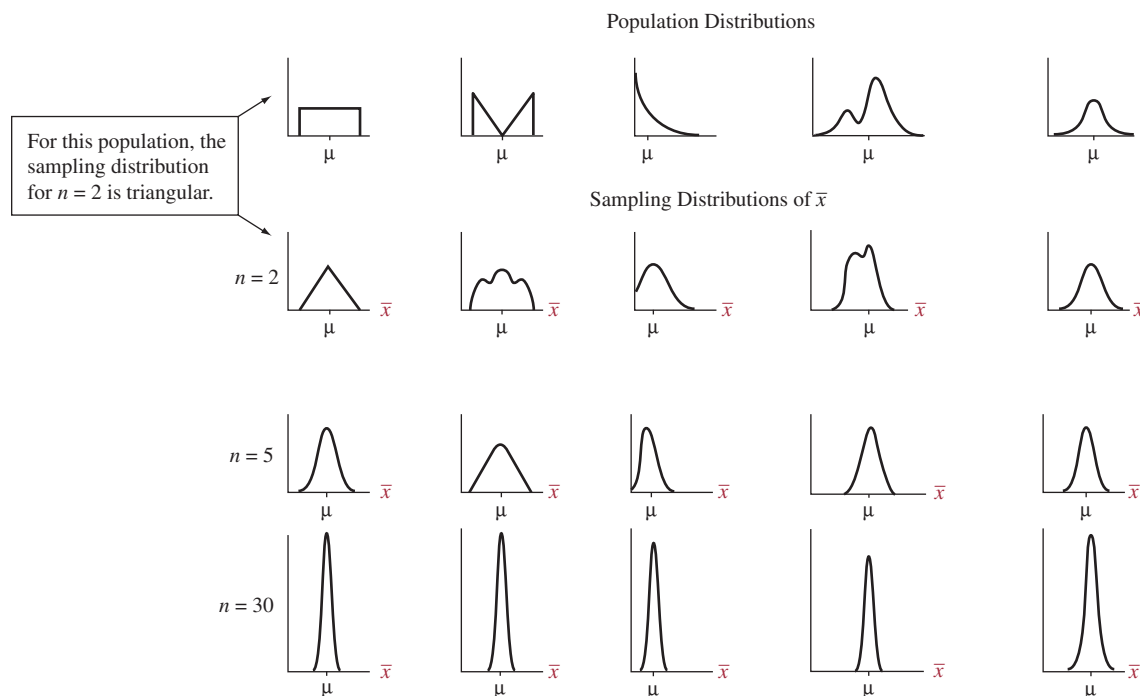 Population Distributions
For this population, the
sampling distribution
for n = 2 is triangular.
μ μ μ μ μ
Sampling Distributions of x̅
n = 2
x̅ x̅ x̅ x̅ x̅
μ μ μ μ μ
n = 5
x̅ x̅ x̅ x̅ x̅
μ μ μ μ μ
n = 30
x̅ x̅ x̅ x̅ x̅
μ μ μ μ μ